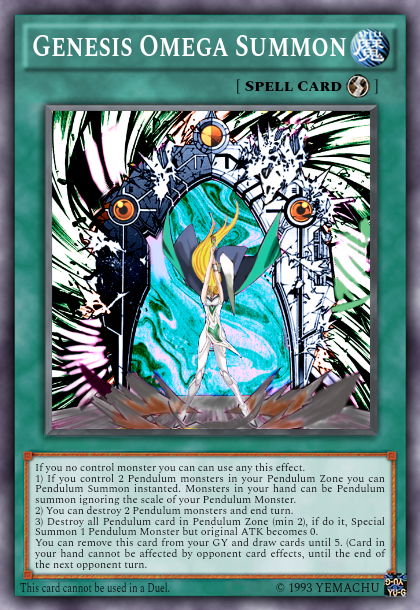 GENESIS OMEGA SUMMON
魔
[ SPELL CARD ]
If you no control monster you can can use any this effect.
1) If you control 2 Pendulum monsters in your Pendulum Zone you can
Pendulum Summon instanted. Monsters in your hand can be Pendulum
summon ignoring the scale of your Pendulum Monster.
2) You can destroy 2 Pendulum monsters and end turn.
3) Destroy all Pendulum card in Pendulum Zone (min 2), if do it, Special
Summon 1 Pendulum Monster but original ATK becomes 0.
You can remove this card from your GY and draw cards until 5. (Card in
your hand cannot be affected by opponent card effects, until the end of
the next opponent turn.
This card cannot be used in a Duel.
© 1993 YEMACHU
YU-G